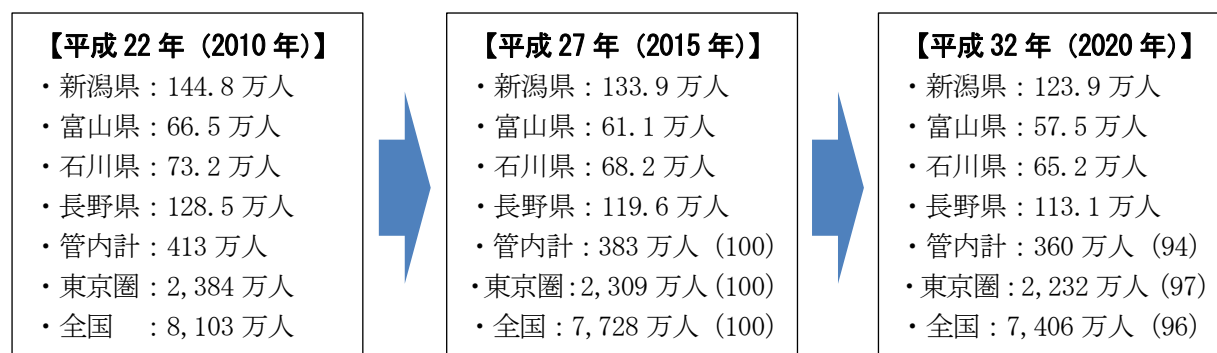 【平成 22 年（2010 年）】
・新潟県：144.8 万人
・富山県：66.5 万人
・石川県：73.2 万人
・長野県：128.5 万人
・管内計：413 万人
・東京圏：2,384 万人
・全国　：8,103 万人
【平成 27 年（2015 年）】
・新潟県：133.9 万人
・富山県：61.1 万人
・石川県：68.2 万人
・長野県：119.6 万人
・管内計：383 万人（100）
・東京圏：2,309 万人（100）
・全国：7,728 万人（100）
【平成 32 年（2020 年）】
・新潟県：123.9 万人
・富山県：57.5 万人
・石川県：65.2 万人
・長野県：113.1 万人
・管内計：360 万人（94）
・東京圏：2,232 万人（97）
・全国：7,406 万人（96）